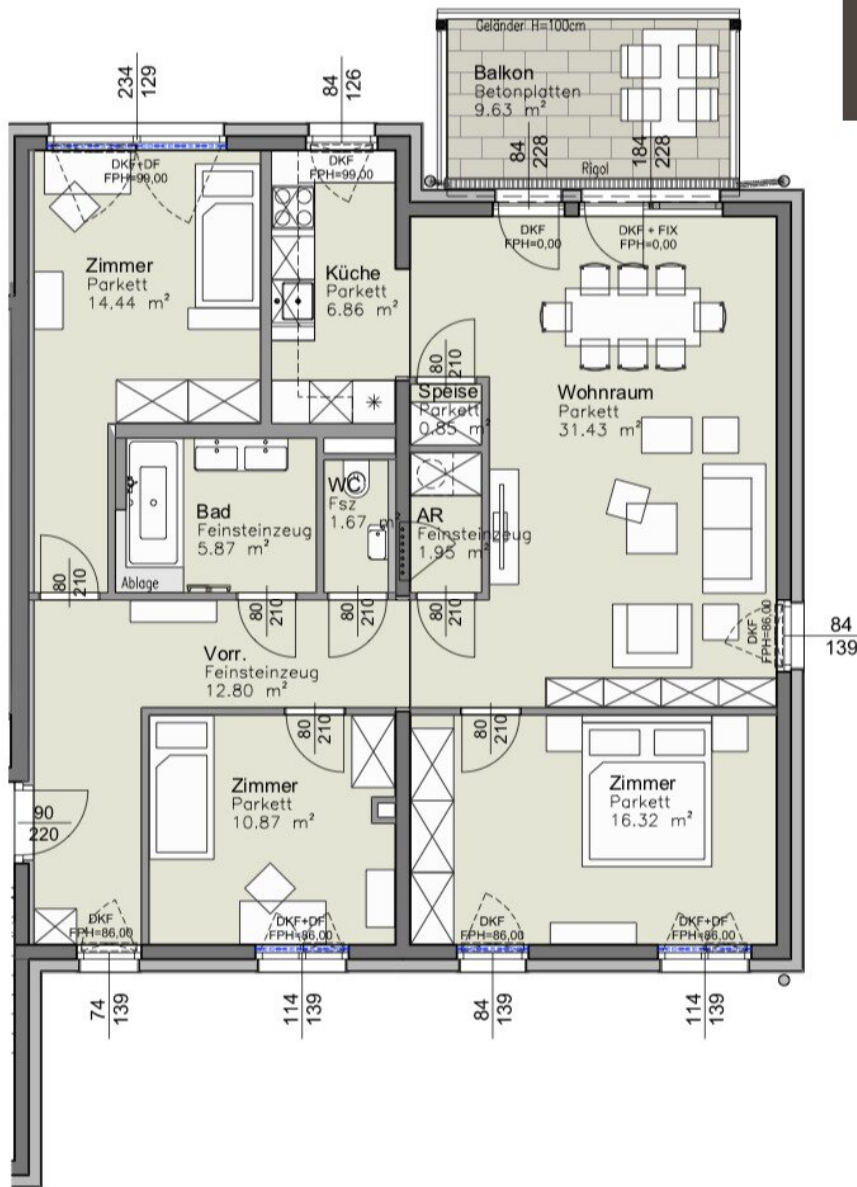 Geländer H=100cm
Balkon
Betonplatten
9.63 m²
84
228
184
228
Rigol
234
129
84
126
DKF+DF
FPH=99,00
DKF
FPH=99,00
DKF
FPH=0,00
DKF + FIX
FPH=0,00
Zimmer
Parkett
14.44 m²
Küche
Parkett
6.86 m²
80
210
Speise
Parkett
0.85 m²
Wohnraum
Parkett
31.43 m²
Bad
Feinsteinzeug
5.87 m²
Ablage
WC
Fsz
1.67 m²
AR
Feinsteinzeug
1.95 m²
80
210
80
210
80
210
80
210
DKF
FPH=86,00
84
139
Vorr.
Feinsteinzeug
12.80 m²
80
210
80
210
Zimmer
Parkett
10.87 m²
Zimmer
Parkett
16.32 m²
90
220
DKF
FPH=86,00
DKF+DF
FPH=86,00
DKF
FPH=86,00
DKF+DF
FPH=86,00
74
139
114
139
84
139
114
139